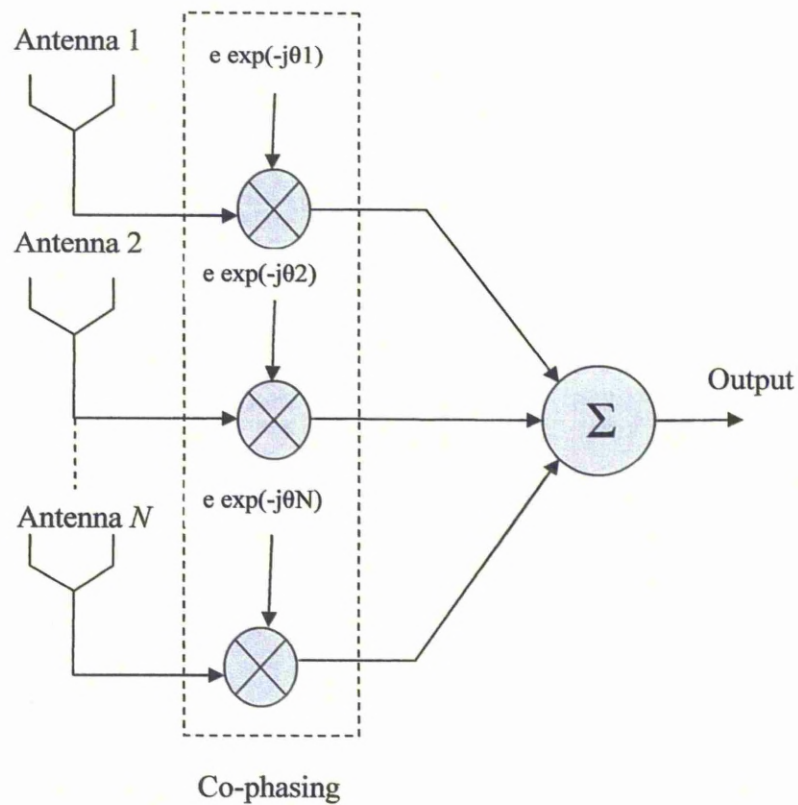 Antenna 1
e exp(-jθ1)
Antenna 2
e exp(-jθ2)
Σ
Output
e exp(-jθN)
Antenna N
Co-phasing